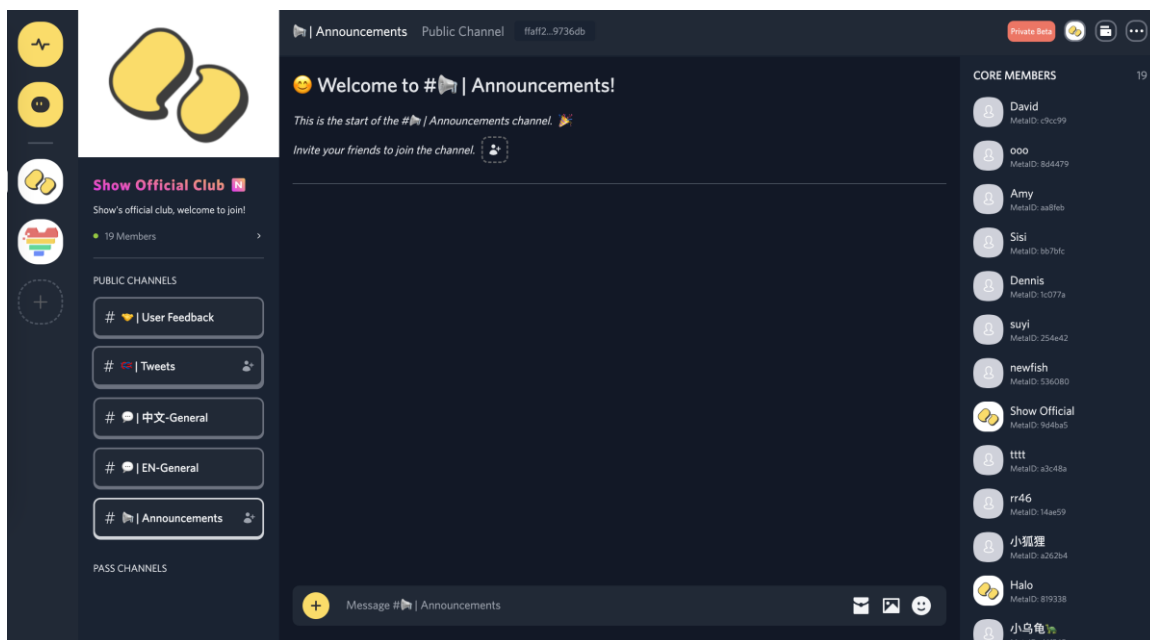 Show Official Club N
Show's official club, welcome to join!
19 Members
PUBLIC CHANNELS
# 🤝 | User Feedback
# | Tweets
# 💬 | 中文-General
# 💬 | EN-General
# 📢 | Announcements
PASS CHANNELS
📢 | Announcements Public Channel ffaff2...9736db
Private Beta
😊 Welcome to #📢 | Announcements!
This is the start of the #📢 | Announcements channel. 🎉
Invite your friends to join the channel.
Message #📢 | Announcements
CORE MEMBERS 19
David
MetaID: c9cc99
ooo
MetaID: 8d4479
Amy
MetaID: aa8feb
Sisi
MetaID: bb7bfc
Dennis
MetaID: 1c077a
suyi
MetaID: 254e42
newfish
MetaID: 536080
Show Official
MetaID: 9d4ba5
tttt
MetaID: a3c48a
rr46
MetaID: 14ae59
小狐狸
MetaID: a262b4
Halo
MetaID: 819338
小乌龟🐢